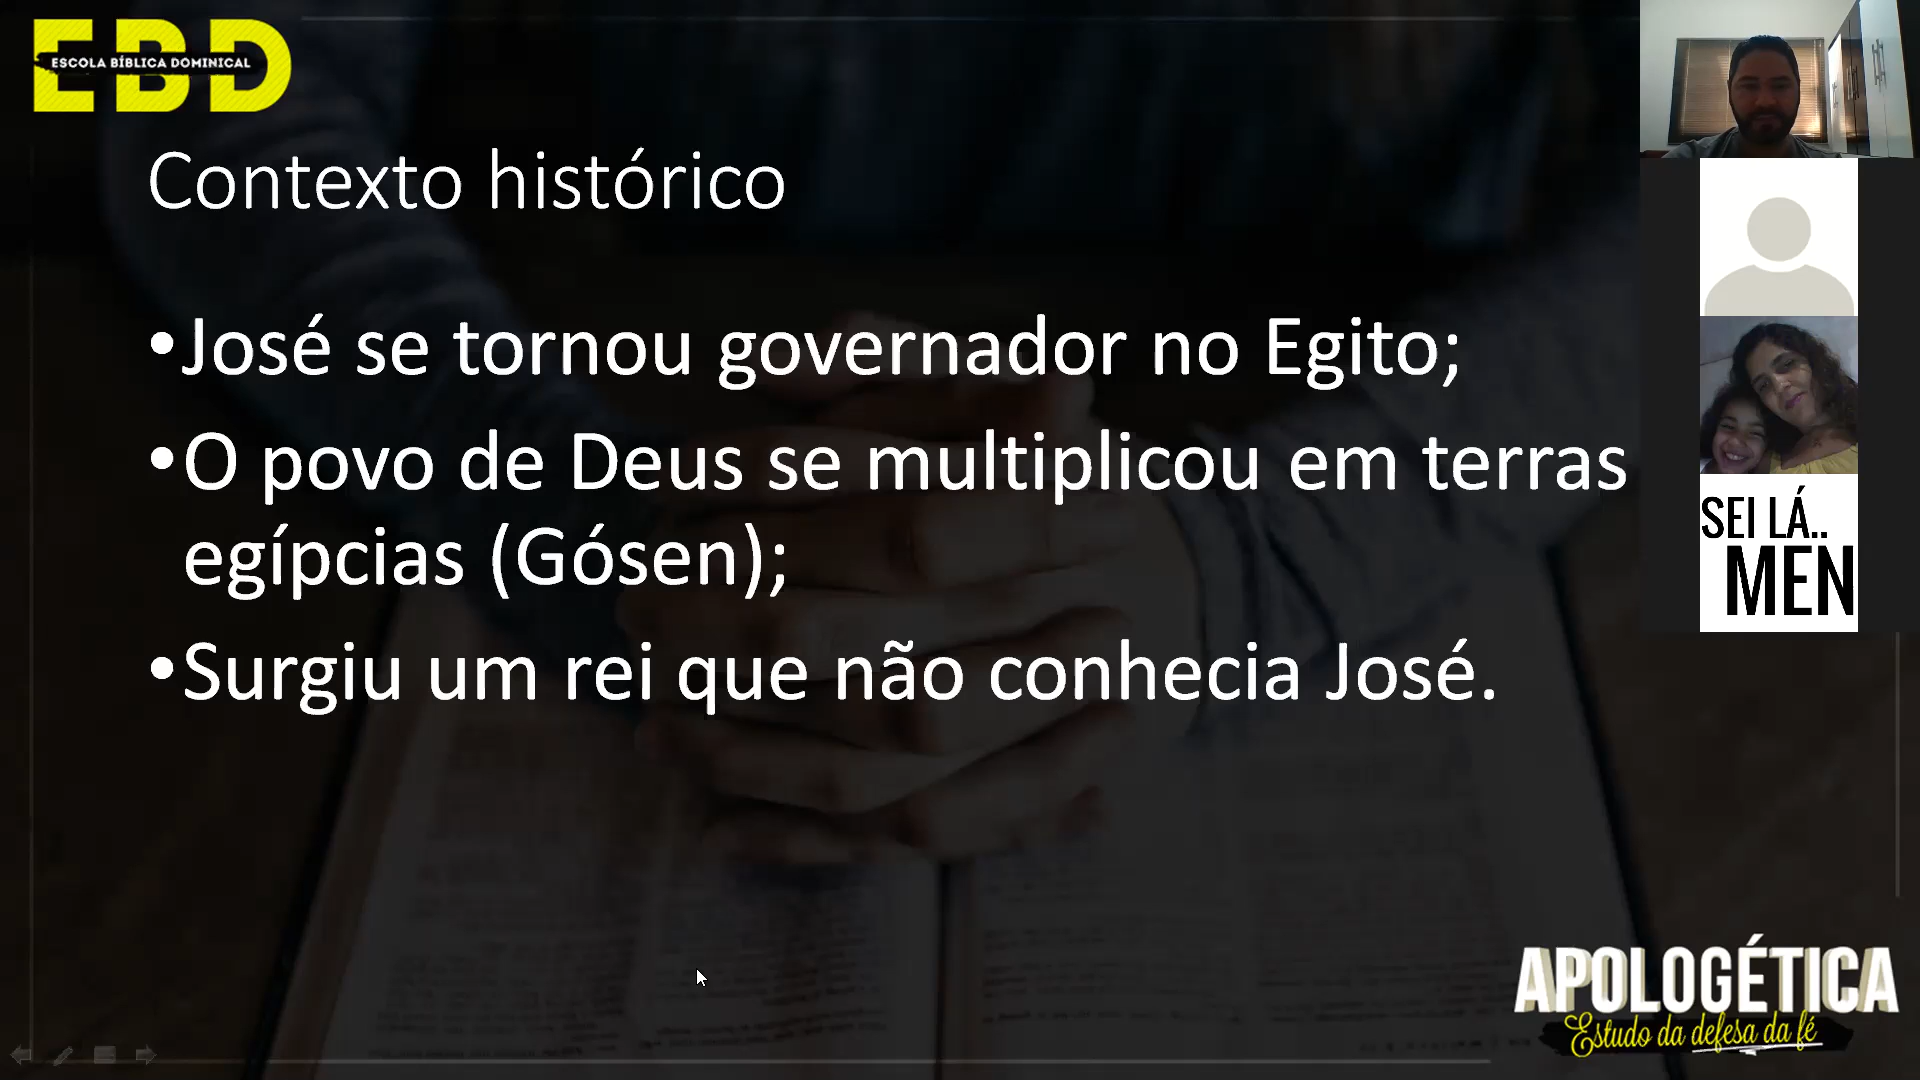 EBD
ESCOLA BÍBLICA DOMINICAL
Contexto histórico
•José se tornou governador no Egito;
•O povo de Deus se multiplicou em terras
egípcias (Gósen);
•Surgiu um rei que não conhecia José.
SEI LÁ..
MEN
APOLOGÉTICA
Estudo da defesa da fé